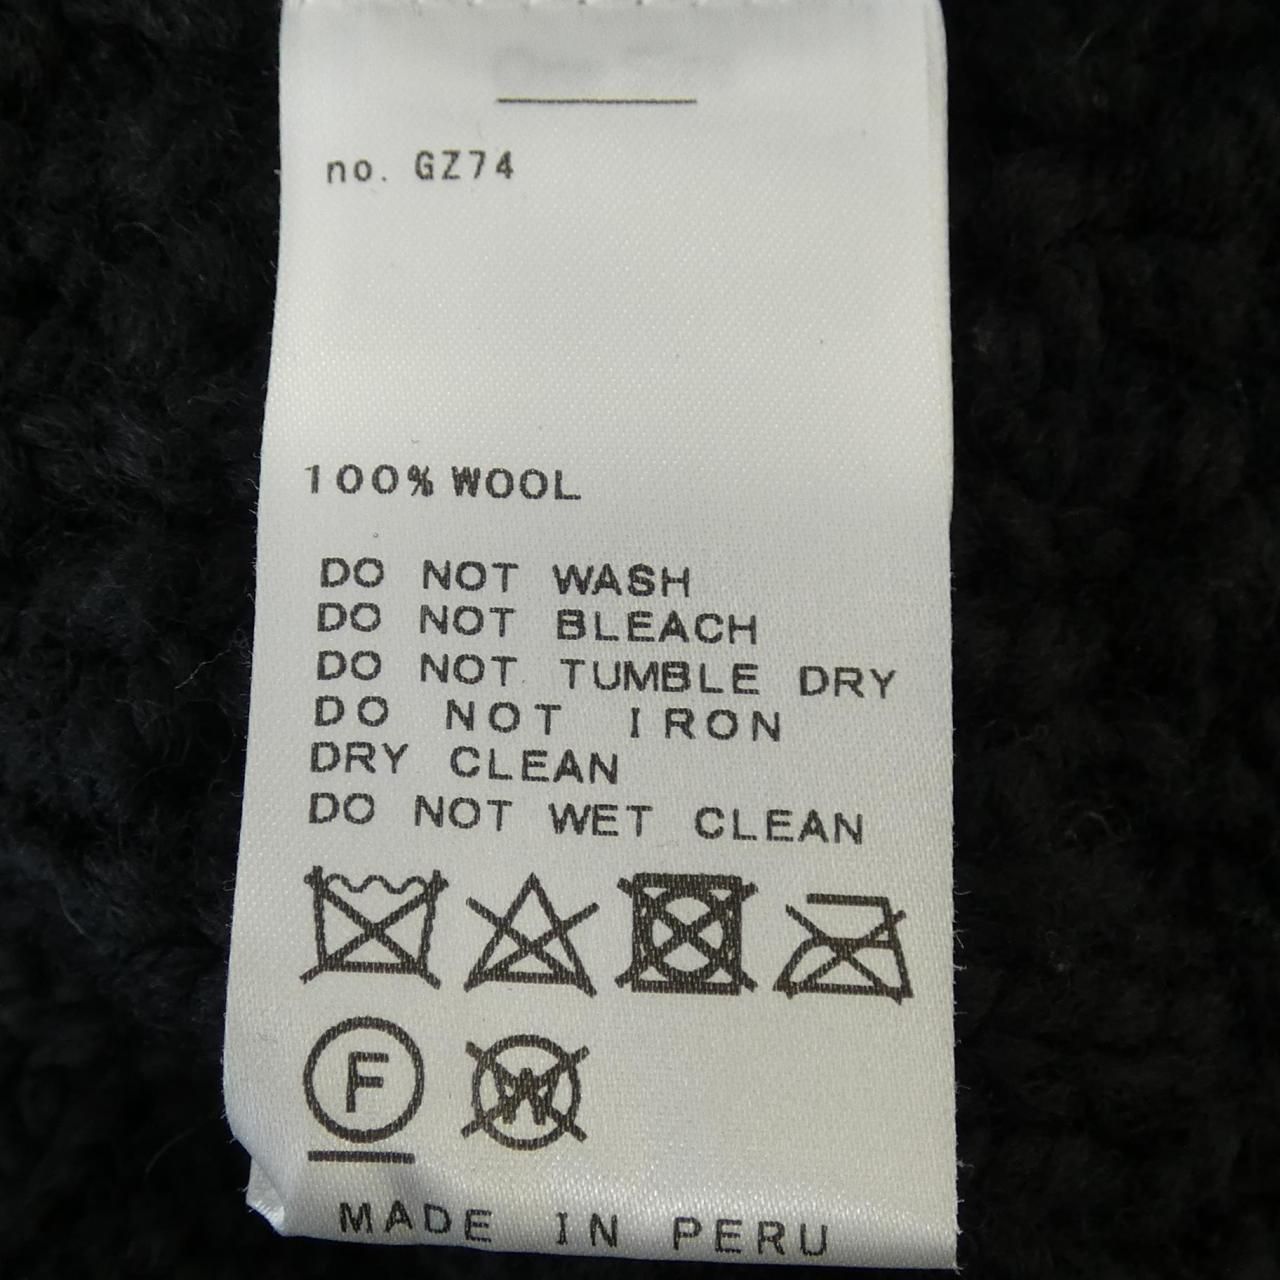 no. GZ74
100% WOOL
DO NOT WASH
DO NOT BLEACH
DO NOT TUMBLE DRY
DO NOT IRON
DRY CLEAN
DO NOT WET CLEAN
F
W
MADE IN PERU